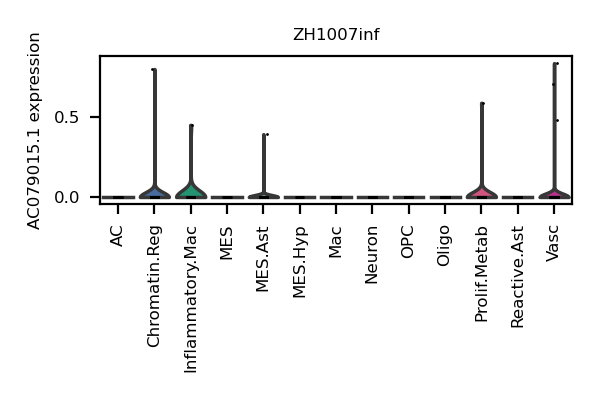 ZH1007inf
AC079015.1 expression
0.5
0.0
AC
Chromatin.Reg
Inflammatory.Mac
MES
MES.Ast
MES.Hyp
Mac
Neuron
OPC
Oligo
Prolif.Metab
Reactive.Ast
Vasc